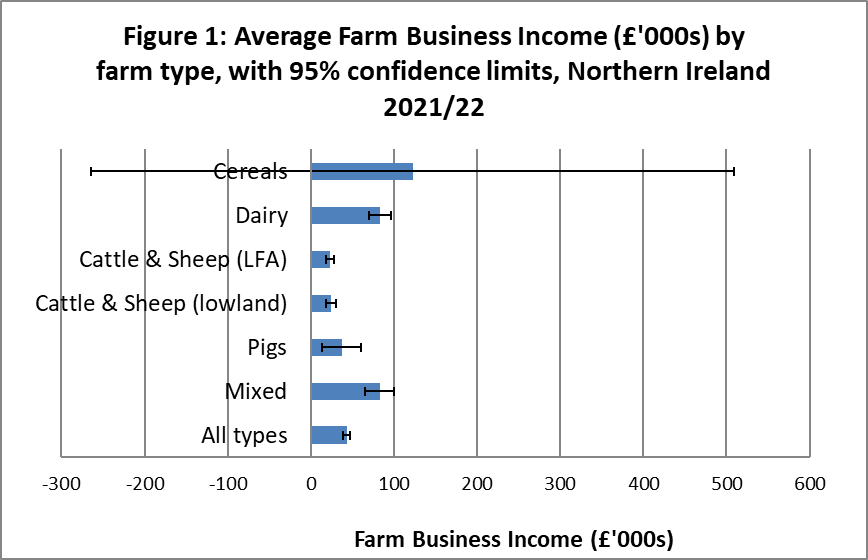 Figure 1: Average Farm Business Income (£'000s) by
farm type, with 95% confidence limits, Northern Ireland
2021/22
Cereals
Dairy
Cattle & Sheep (LFA)
Cattle & Sheep (lowland)
Pigs
Mixed
All types
-300 -200 -100 0 100 200 300 400 500 600
Farm Business Income (£'000s)